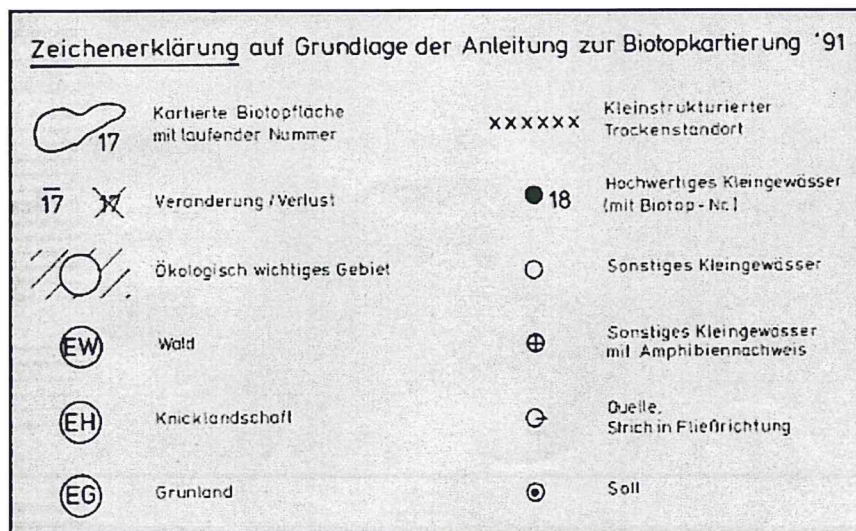 Zeichenerklärung auf Grundlage der Anleitung zur Biotopkartierung '91
17
Kartierte Biotopfläche
mit laufender Nummer
17 17
Veränderung / Verlust
Ökologisch wichtiges Gebiet
EW
Wald
EH
Knicklandschaft
EG
Grünland
xxxxxx
Kleinstrukturierter
Trockenstandort
18
Hochwertiges Kleingewässer
(mit Biotop-Nr.)
Sonstiges Kleingewässer
Sonstiges Kleingewässer
mit Amphibiennachweis
Quelle,
Strich in Fließrichtung
Soll